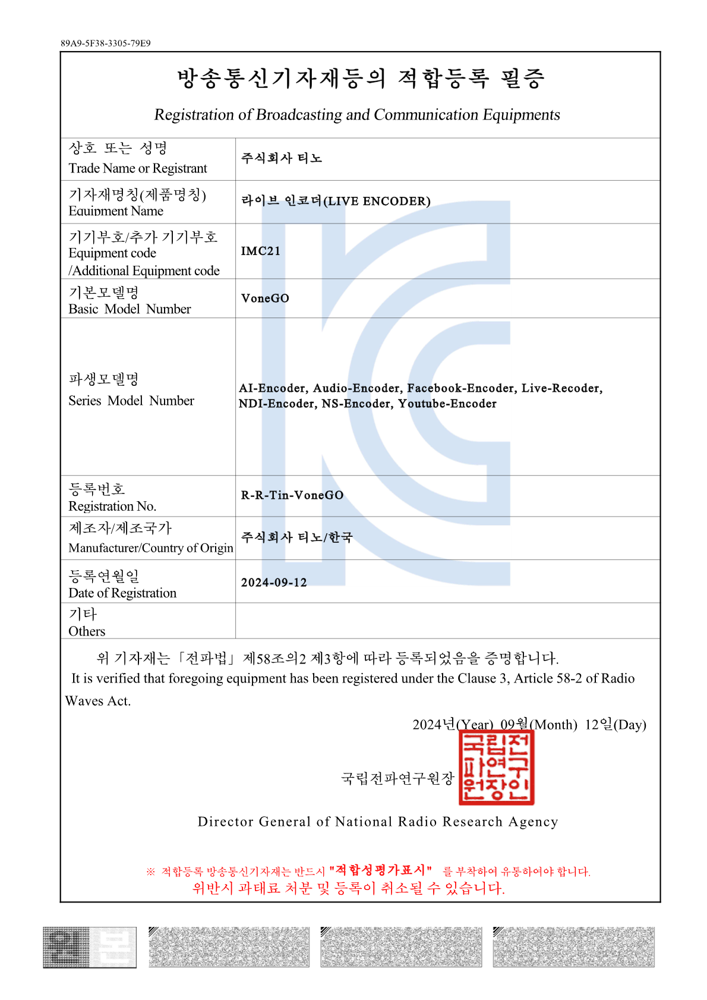 89A9-5F38-3305-79E9
방송통신기자재등의 적합등록 필증
Registration of Broadcasting and Communication Equipments
상호 또는 성명
Trade Name or Registrant
주식회사 티노
기자재명칭(제품명칭)
Equipment Name
라이브 인코더(LIVE ENCODER)
기기부호/추가 기기부호
Equipment code
/Additional Equipment code
IMC21
기본모델명
Basic Model Number
VoneGO
파생모델명
Series Model Number
AI-Encoder, Audio-Encoder, Facebook-Encoder, Live-Recoder,
NDI-Encoder, NS-Encoder, Youtube-Encoder
등록번호
Registration No.
R-R-Tin-VoneGO
제조자/제조국가
Manufacturer/Country of Origin
주식회사 티노/한국
등록연월일
Date of Registration
2024-09-12
기타
Others
위 기자재는「전파법」제58조의2 제3항에 따라 등록되었음을 증명합니다.
It is verified that foregoing equipment has been registered under the Clause 3, Article 58-2 of Radio
Waves Act.
2024년(Year) 09월(Month) 12일(Day)
국립전파연구원장
국립전
파연구
원장인
Director General of National Radio Research Agency
※ 적합등록 방송통신기자재는 반드시 "적합성평가표시" 를 부착하여 유통하여야 합니다.
위반시 과태료 처분 및 등록이 취소될 수 있습니다.
원본